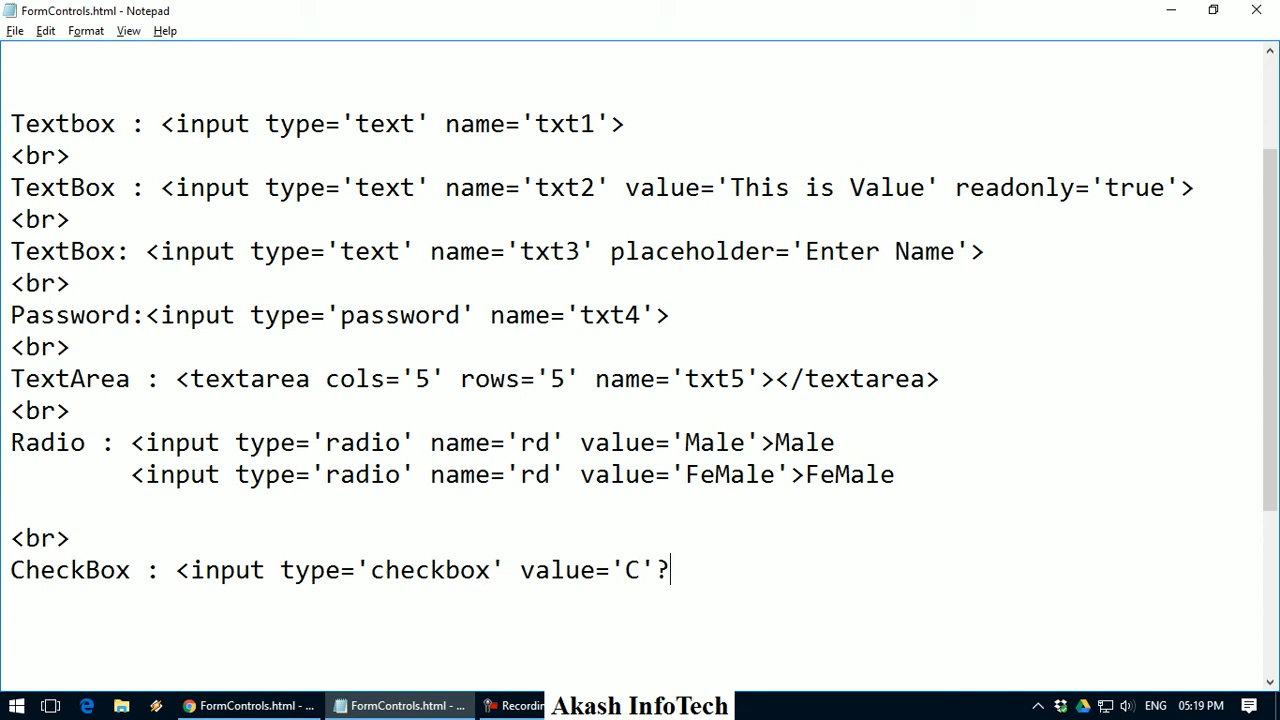 FormControls.html - Notepad
File Edit Format View Help
Textbox : <input type='text' name='txt1'>
<br>
TextBox : <input type='text' name='txt2' value='This is Value' readonly='true'>
<br>
TextBox: <input type='text' name='txt3' placeholder='Enter Name'>
<br>
Password:<input type='password' name='txt4'>
<br>
TextArea : <textarea cols='5' rows='5' name='txt5'></textarea>
<br>
Radio : <input type='radio' name='rd' value='Male'>Male
<input type='radio' name='rd' value='FeMale'>FeMale
<br>
CheckBox : <input type='checkbox' value='C'?
FormControls.html - ... FormControls.html - ... Recordin Akash InfoTech ENG 05:19 PM